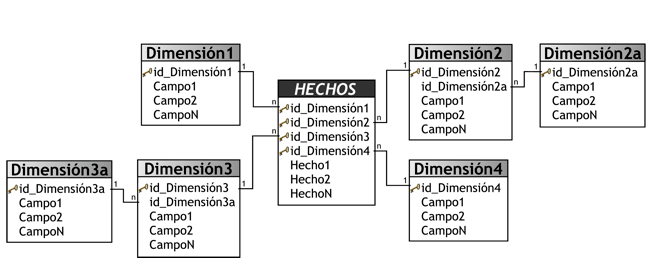 Dimensión1
id_Dimensión1
Campo1
Campo2
CampoN
1
n
HECHOS
id_Dimensión1
id_Dimensión2
id_Dimensión3
id_Dimensión4
Hecho1
Hecho2
HechoN
n
n
n
1
Dimensión2
id_Dimensión2
id_Dimensión2a
Campo1
Campo2
CampoN
n
1
Dimensión2a
id_Dimensión2a
Campo1
Campo2
CampoN
Dimensión3a
id_Dimensión3a
Campo1
Campo2
CampoN
1
n
Dimensión3
id_Dimensión3
id_Dimensión3a
Campo1
Campo2
CampoN
1
1
Dimensión4
id_Dimensión4
Campo1
Campo2
CampoN